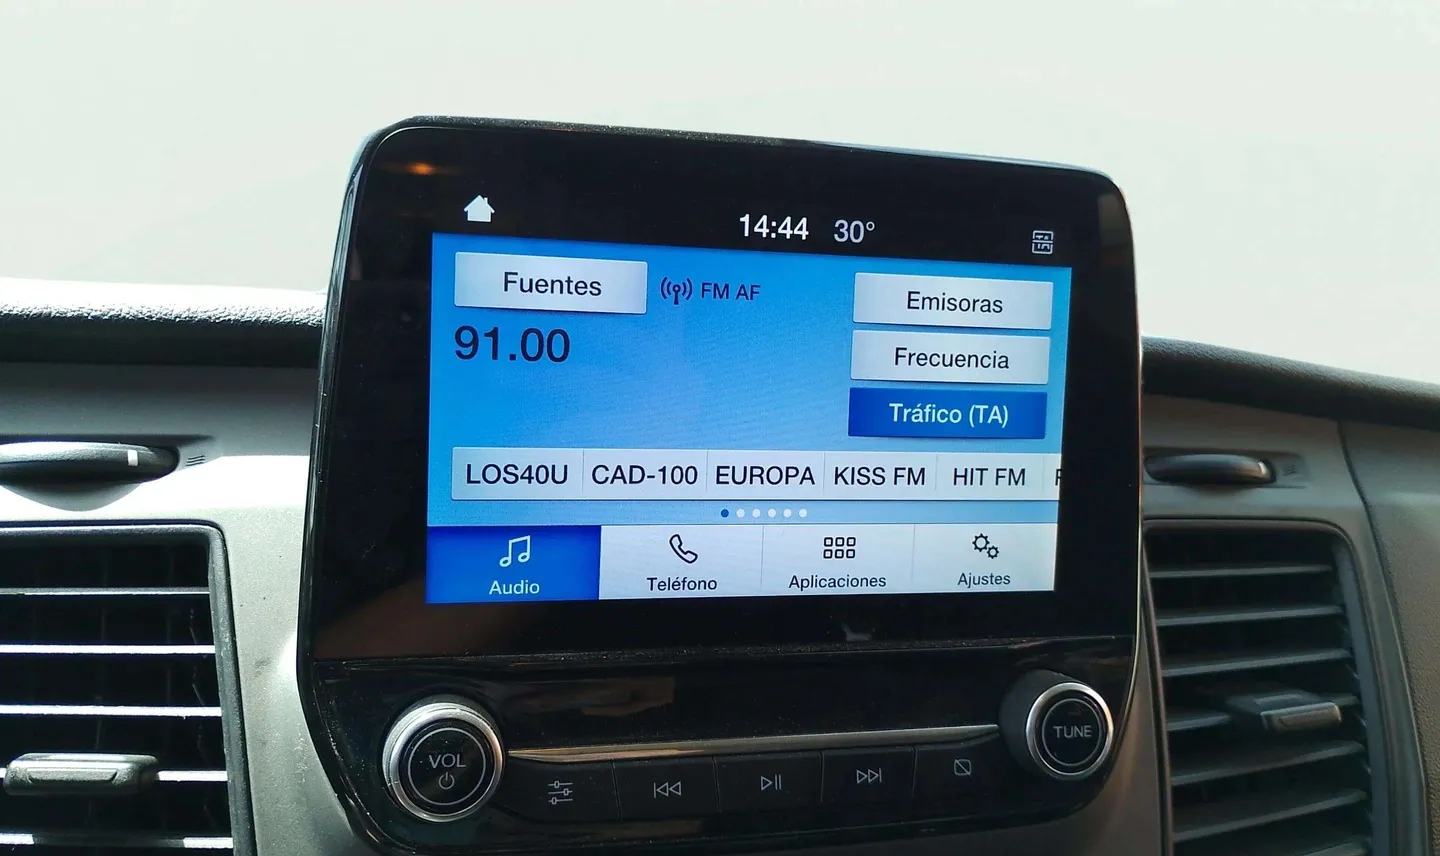 14:44 30°
TA
Fuentes
FM AF
Emisoras
91.00
Frecuencia
Tráfico (TA)
LOS40U CAD-100 EUROPA KISS FM HIT FM
Audio Teléfono Aplicaciones Ajustes
VOL
TUNE